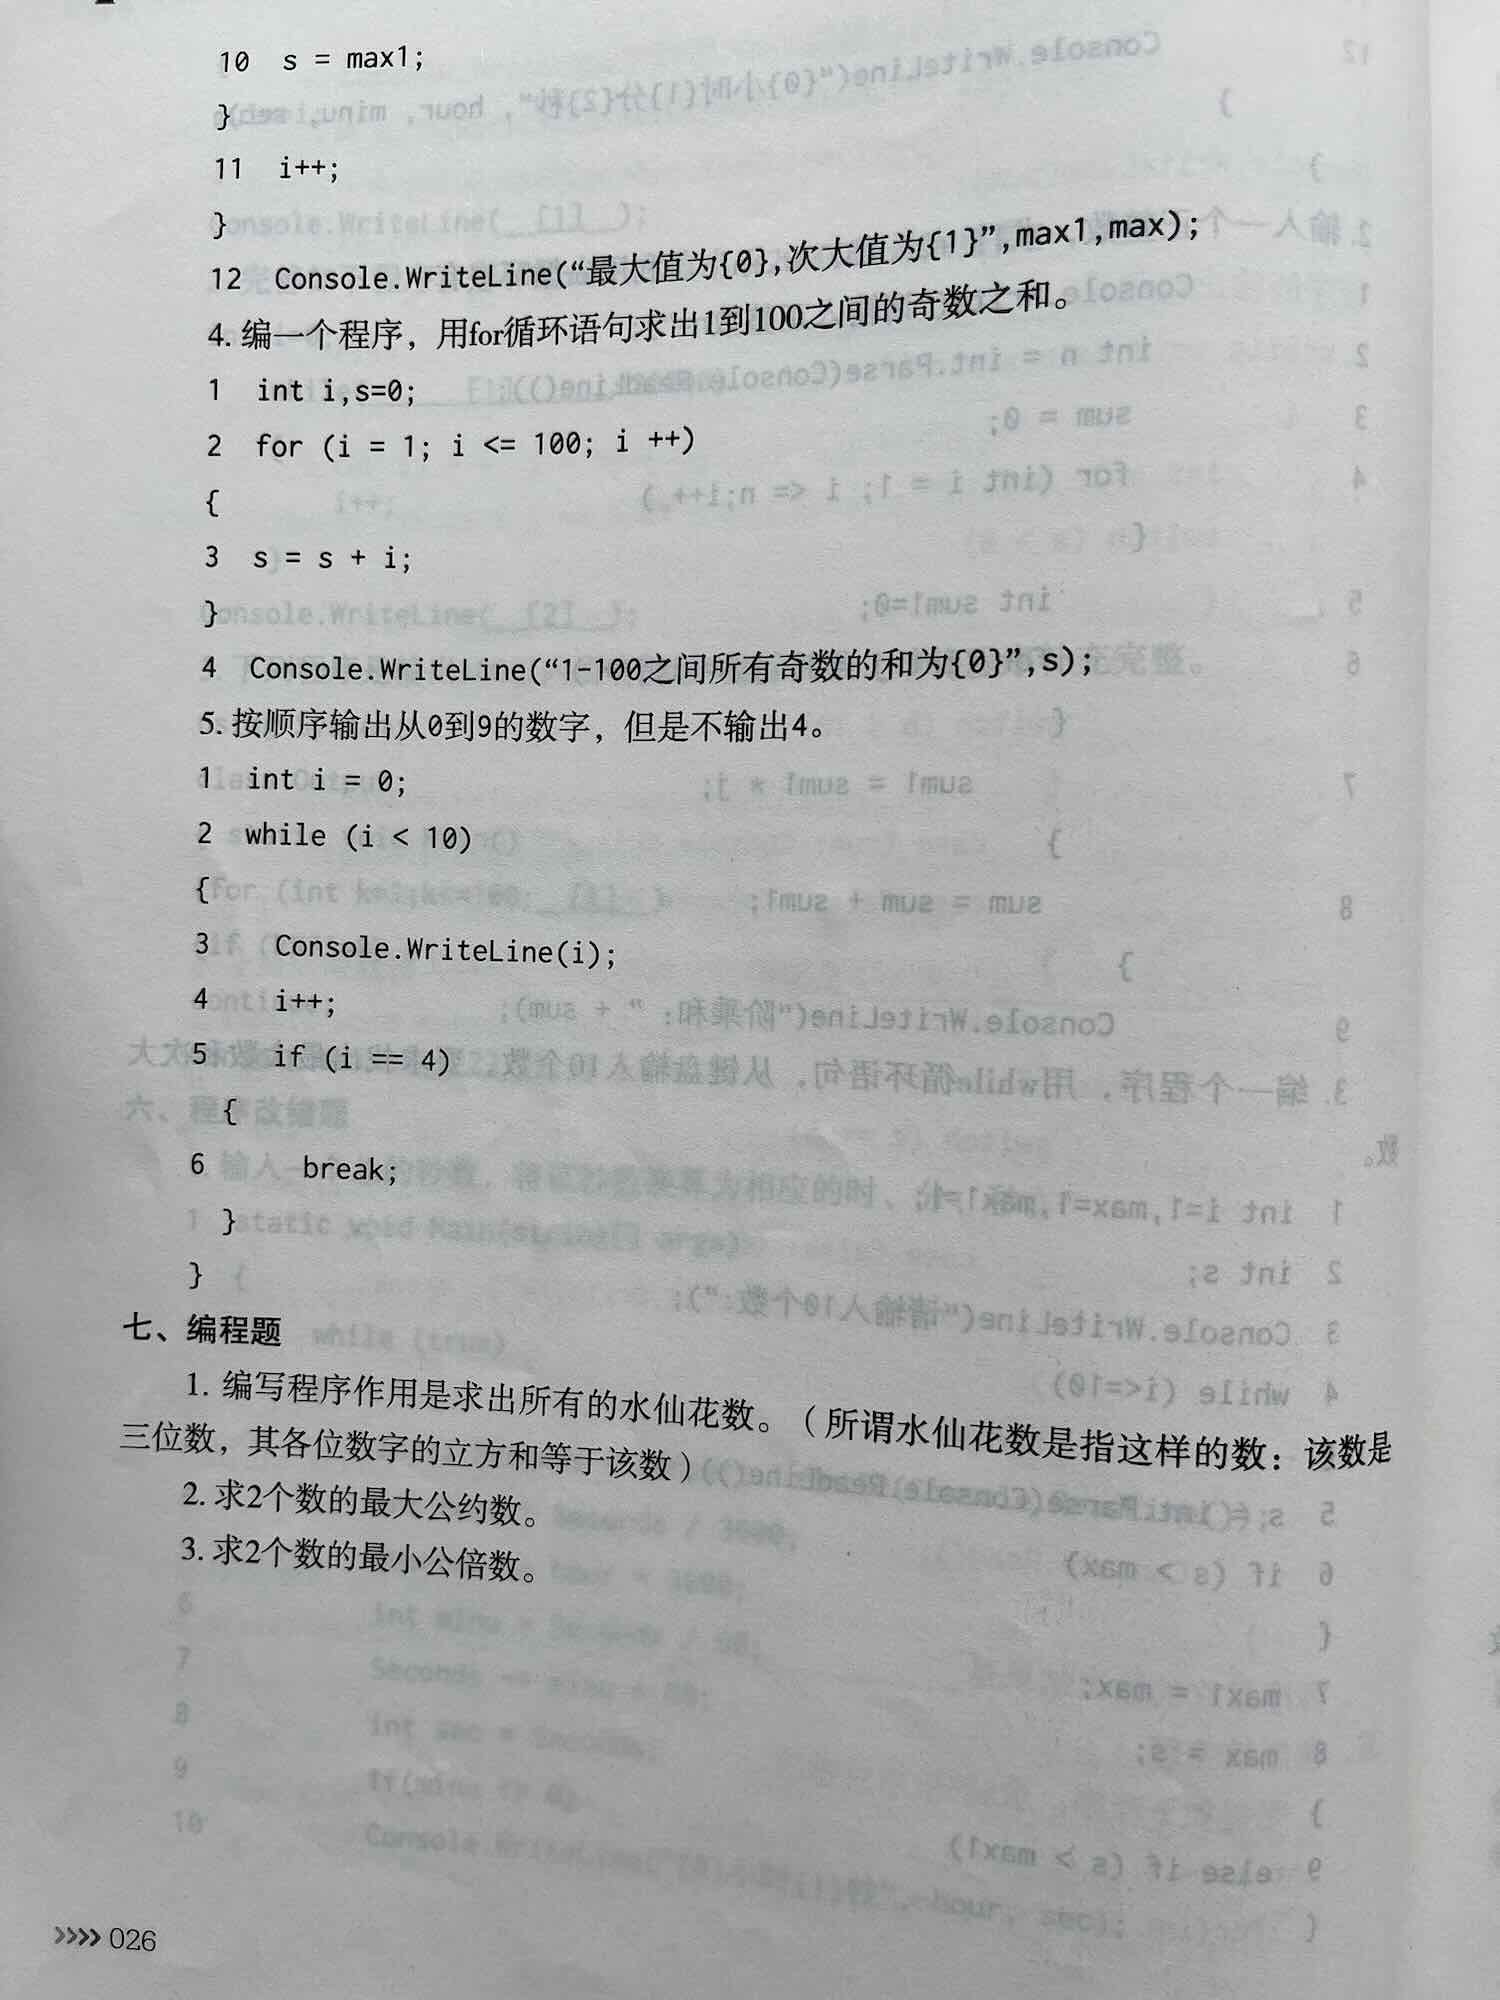 10 s = max1;
}
11 i++;
}
12 Console.WriteLine(“最大值为{0},次大值为{1}”,max1,max);
4. 编一个程序，用for循环语句求出1到100之间的奇数之和。
1 int i,s=0;
2 for (i = 1; i <= 100; i ++)
{
3 s = s + i;
}
4 Console.WriteLine(“1-100之间所有奇数的和为{0}”,s);
5. 按顺序输出从0到9的数字，但是不输出4。
1 int i = 0;
2 while (i < 10)
{
3 Console.WriteLine(i);
4 i++;
5 if (i == 4)
{
6 break;
}
}
七、编程题
1. 编写程序作用是求出所有的水仙花数。（所谓水仙花数是指这样的数：该数是
三位数，其各位数字的立方和等于该数）
2. 求2个数的最大公约数。
3. 求2个数的最小公倍数。
>>>> 026